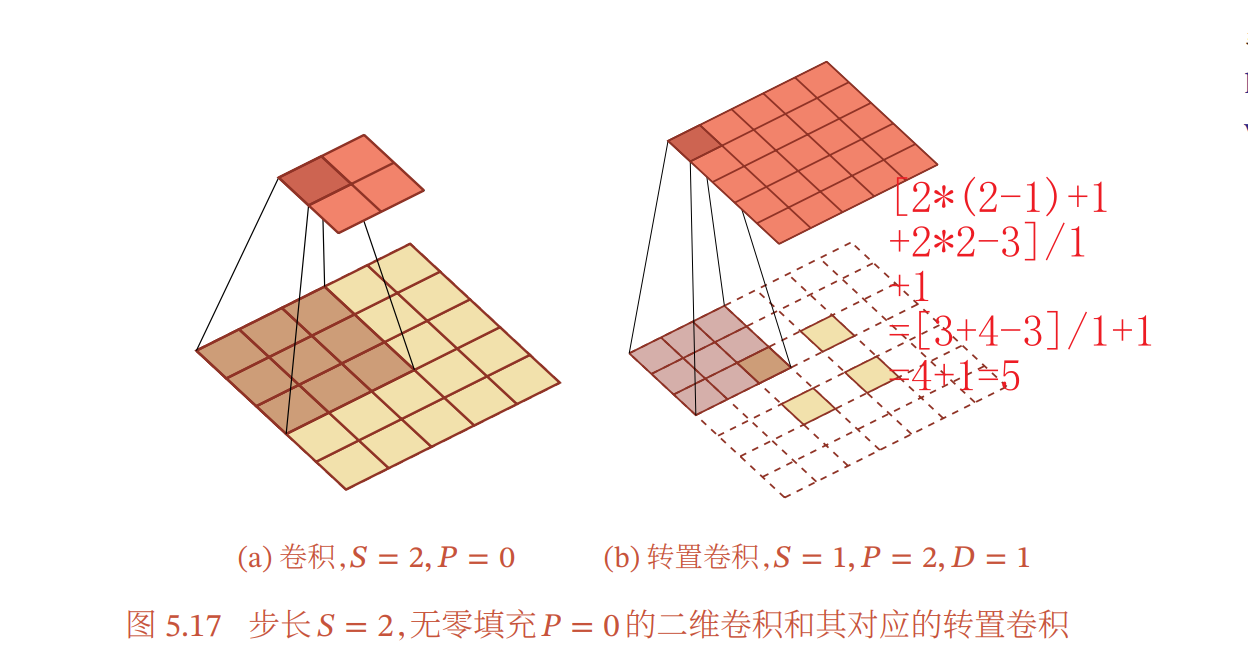 [2*(2-1)+1
+2*2-3]/1
+1
=[3+4-3]/1+1
=4+1=5
(a) 卷积,S = 2, P = 0
(b) 转置卷积,S = 1, P = 2, D = 1
图 5.17 步长 S = 2,无零填充 P = 0 的二维卷积和其对应的转置卷积